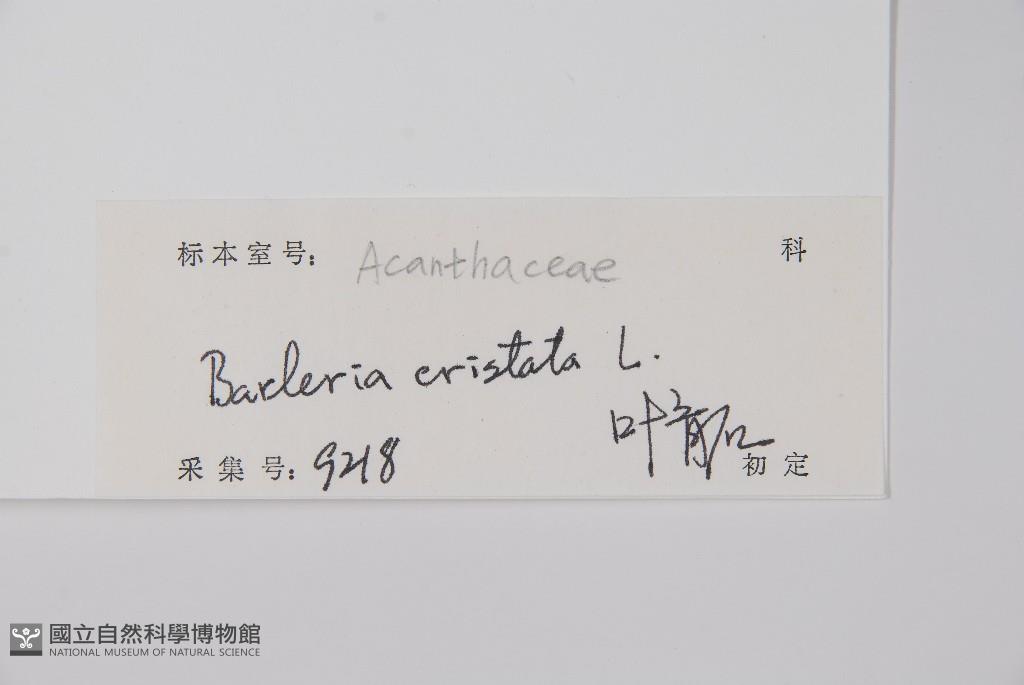 标本室号: Acanthaceae 科
Barleria cristata L.
叶
采集号: 9218 初定
國立自然科學博物館
NATIONAL MUSEUM OF NATURAL SCIENCE